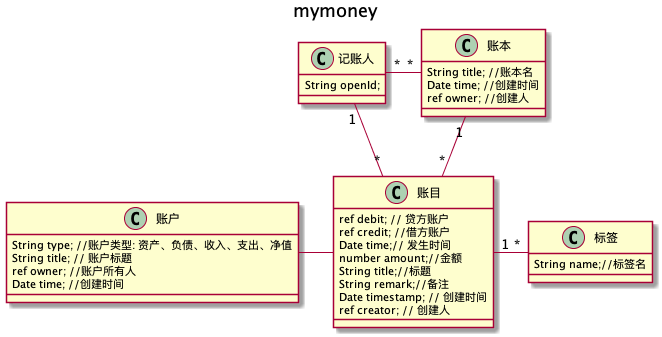 mymoney
C 记账人
String openId;
* *
C 账本
String title; //账本名
Date time; //创建时间
ref owner; //创建人
1
1
*
*
C 账户
String type; //账户类型: 资产、负债、收入、支出、净值
String title; // 账户标题
ref owner; //账户所有人
Date time; //创建时间
C 账目
ref debit; // 贷方账户
ref credit; //借方账户
Date time;// 发生时间
number amount;//金额
String title;//标题
String remark;//备注
Date timestamp; // 创建时间
ref creator; // 创建人
1 *
C 标签
String name;//标签名